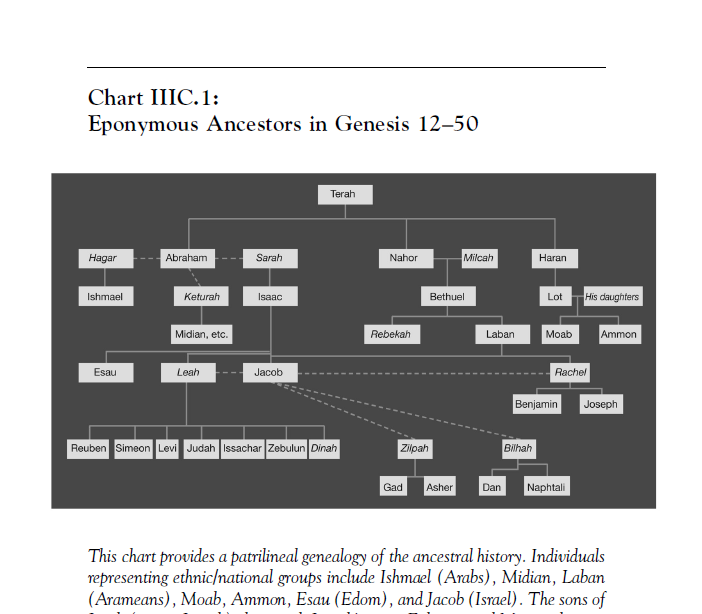 Chart IIIC.1:
Eponymous Ancestors in Genesis 12–50
Terah
Hagar Abraham Sarah Nahor Milcah Haran
Ishmael Keturah Isaac Bethuel Lot His daughters
Midian, etc. Rebekah Laban Moab Ammon
Esau Leah Jacob Rachel
Benjamin Joseph
Reuben Simeon Levi Judah Issachar Zebulun Dinah Zilpah Bilhah
Gad Asher Dan Naphtali
This chart provides a patrilineal genealogy of the ancestral history. Individuals
representing ethnic/national groups include Ishmael (Arabs), Midian, Laban
(Arameans), Moab, Ammon, Esau (Edom), and Jacob (Israel). The sons of